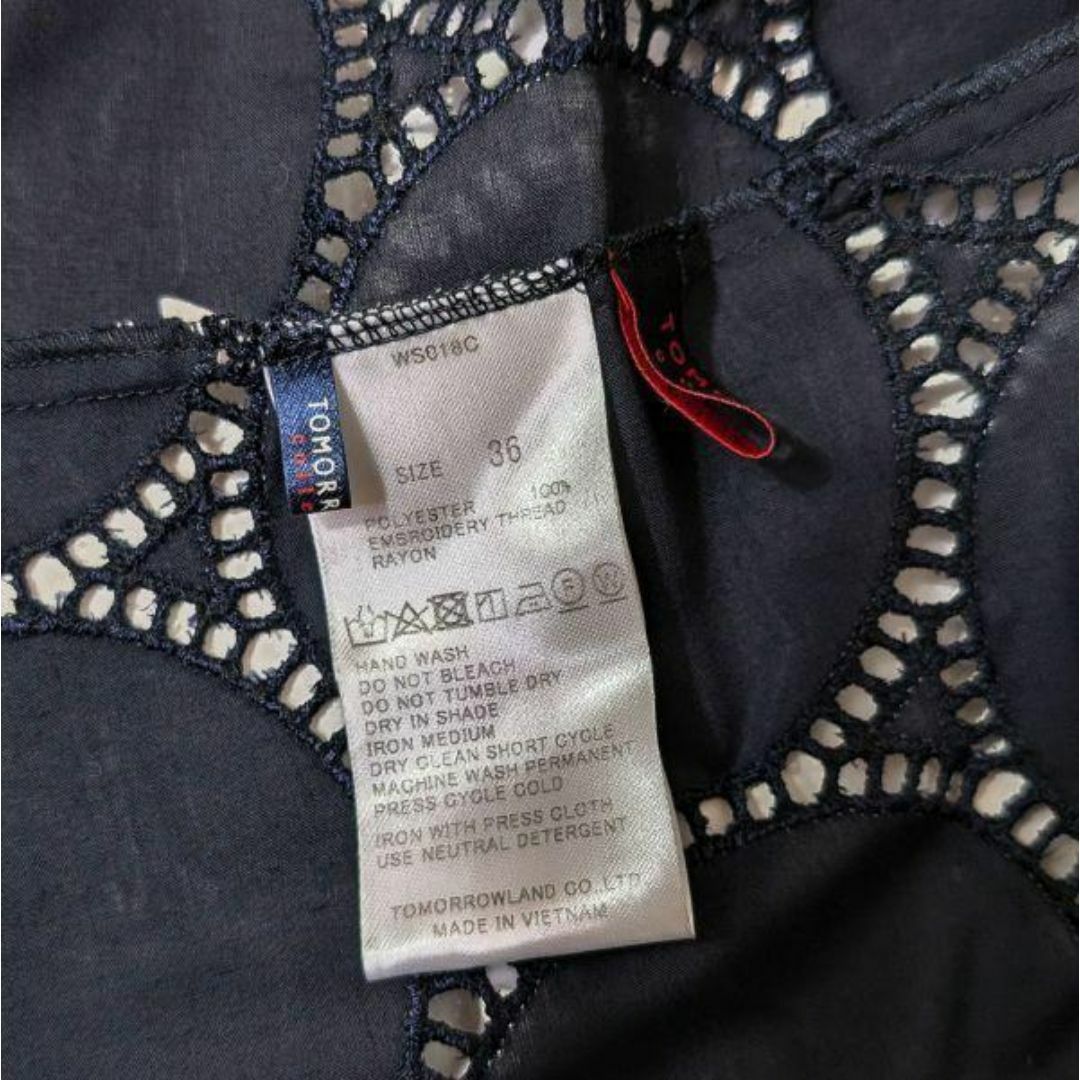 WS018C
SIZE 36
POLYESTER 100%
EMBROIDERY THREAD
RAYON
HAND WASH
DO NOT BLEACH
DO NOT TUMBLE DRY
DRY IN SHADE
IRON MEDIUM
DRY CLEAN SHORT CYCLE
MACHINE WASH PERMANENT
PRESS CYCLE COLD
IRON WITH PRESS CLOTH
USE NEUTRAL DETERGENT
TOMORROWLAND CO.,LTD.
MADE IN VIETNAM
TOMORR